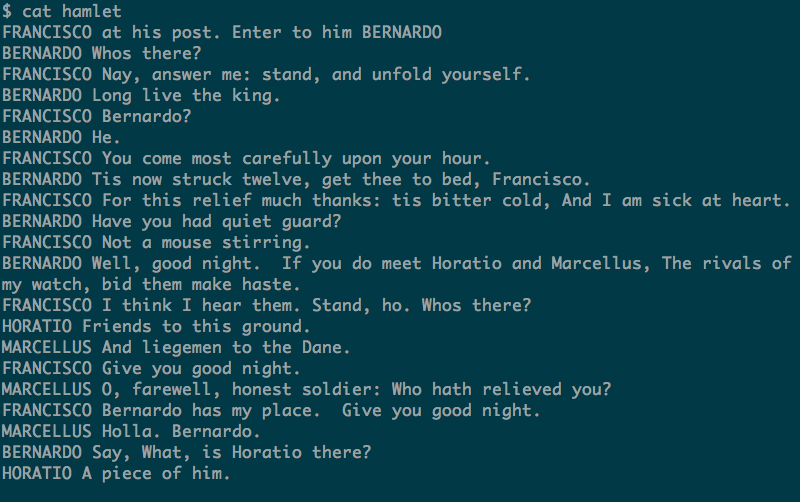 $ cat hamlet
FRANCISCO at his post. Enter to him BERNARDO
BERNARDO Whos there?
FRANCISCO Nay, answer me: stand, and unfold yourself.
BERNARDO Long live the king.
FRANCISCO Bernardo?
BERNARDO He.
FRANCISCO You come most carefully upon your hour.
BERNARDO Tis now struck twelve, get thee to bed, Francisco.
FRANCISCO For this relief much thanks: tis bitter cold, And I am sick at heart.
BERNARDO Have you had quiet guard?
FRANCISCO Not a mouse stirring.
BERNARDO Well, good night.  If you do meet Horatio and Marcellus, The rivals of
my watch, bid them make haste.
FRANCISCO I think I hear them. Stand, ho. Whos there?
HORATIO Friends to this ground.
MARCELLUS And liegemen to the Dane.
FRANCISCO Give you good night.
MARCELLUS O, farewell, honest soldier: Who hath relieved you?
FRANCISCO Bernardo has my place.  Give you good night.
MARCELLUS Holla. Bernardo.
BERNARDO Say, What, is Horatio there?
HORATIO A piece of him.